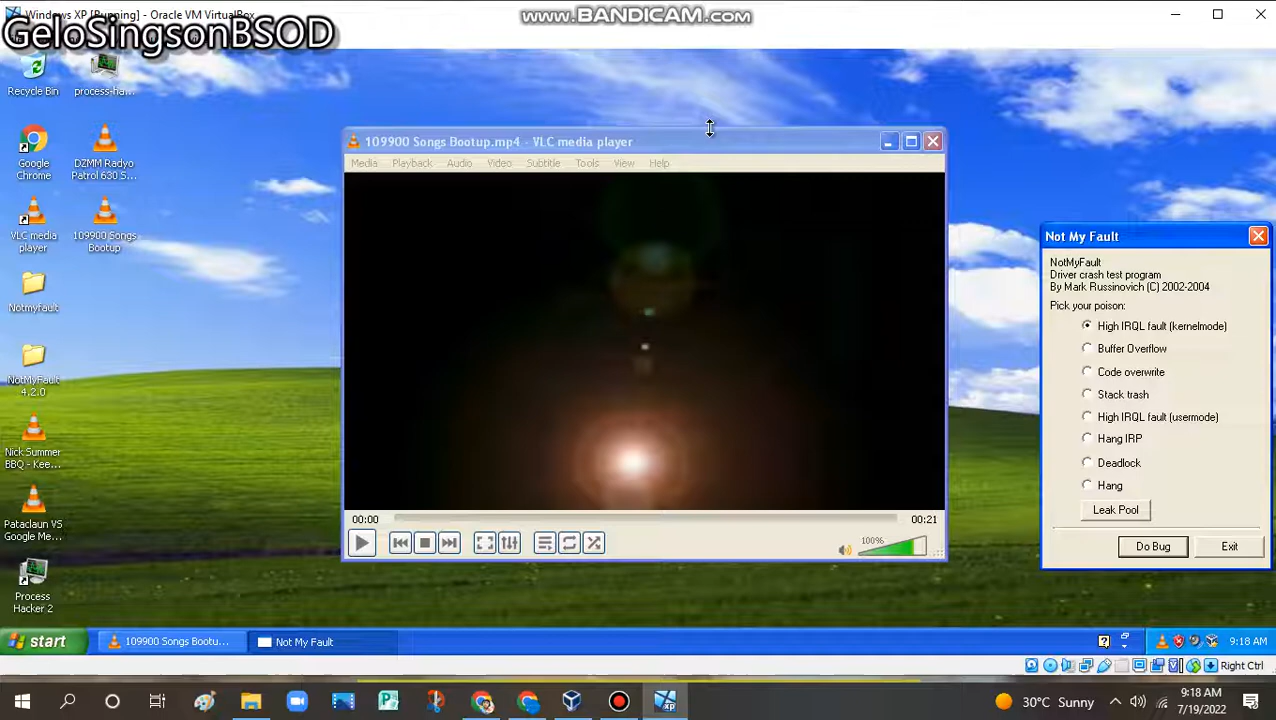 Windows XP [Running] - Oracle VM VirtualBox
www.BANDICAM.com
GeloSingsonBSOD
Recycle Bin
process-ha...
Google Chrome
DZMM Radyo Patrol 630 S...
VLC media player
109900 Songs Bootup
Notmyfault
NotMyFault 4.2.0
Nick Summer BBQ - Kee...
Pataclaun VS Google Me...
Process Hacker 2
109900 Songs Bootup.mp4 - VLC media player
Media Playback Audio Video Subtitle Tools View Help
00:00
00:21
100%
Not My Fault
NotMyFault
Driver crash test program
By Mark Russinovich (C) 2002-2004
Pick your poison:
High IRQL fault (kernelmode)
Buffer Overflow
Code overwrite
Stack trash
High IRQL fault (usermode)
Hang IRP
Deadlock
Hang
Leak Pool
Do Bug
Exit
start
109900 Songs Bootu...
Not My Fault
9:18 AM
Right Ctrl
30°C Sunny
9:18 AM
7/19/2022